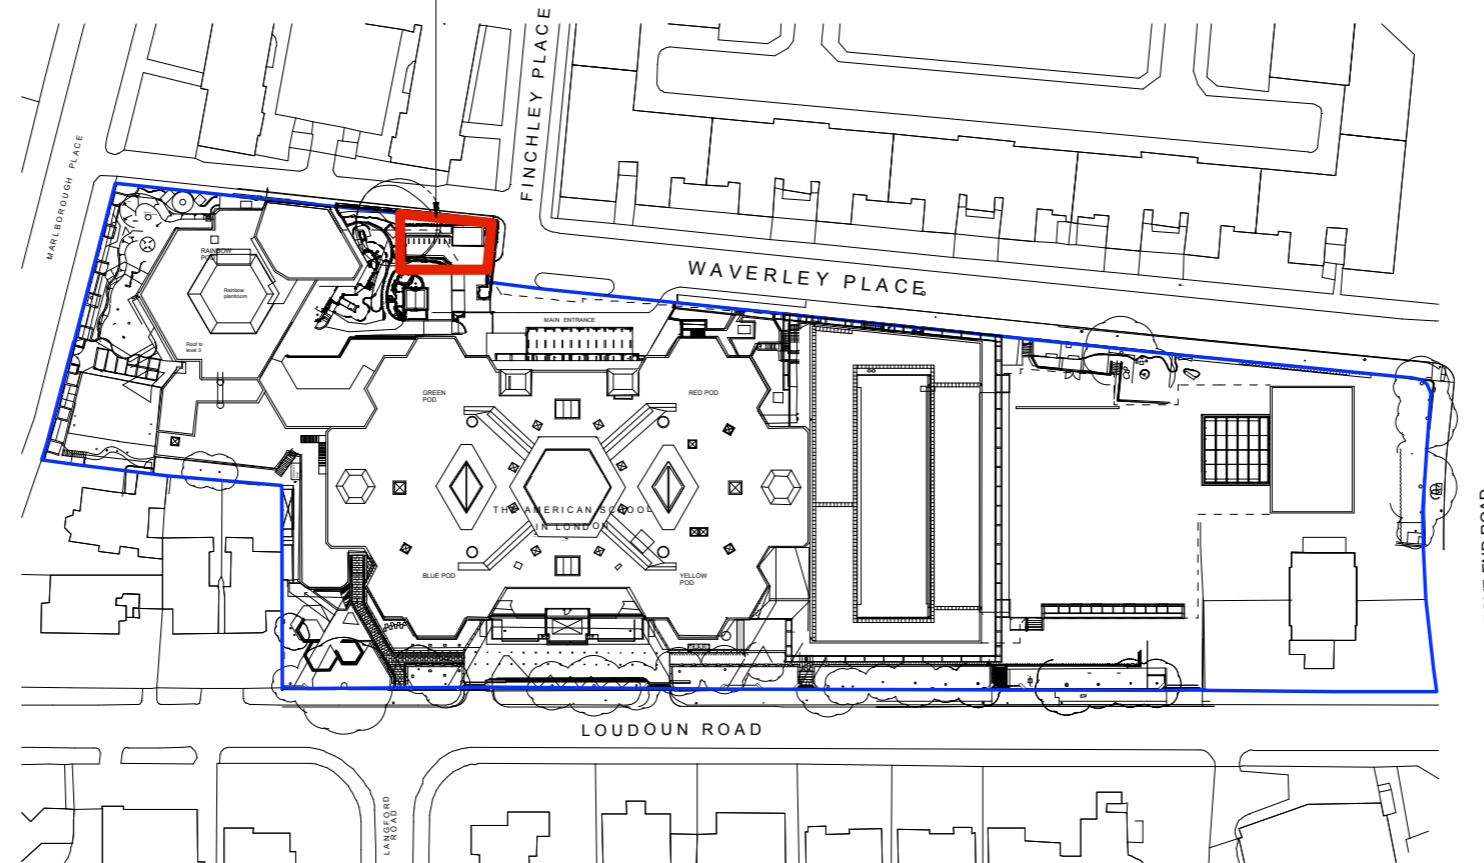 FINCHLEY PLACE
MARLBOROUGH PLACE
WAVERLEY PLACE
RAINBOW
Rainbow
plantroom
MAIN ENTRANCE
Roof to
level 3
GREEN
POD
RED POD
THE AMERICAN SCHOOL
IN LONDON
BLUE POD
YELLOW
POD
LOUDOUN ROAD
LANGFORD
ROAD